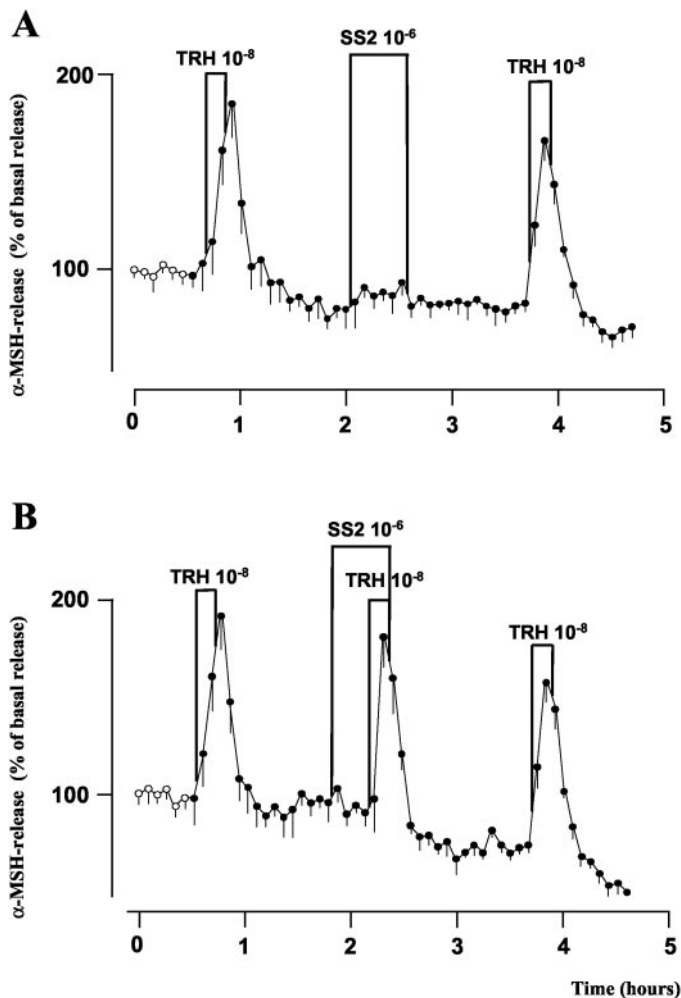 A
SS2 10⁻⁶
TRH 10⁻⁸
TRH 10⁻⁸
200
100
α-MSH-release (% of basal release)
0 1 2 3 4 5
B
SS2 10⁻⁶
TRH 10⁻⁸
TRH 10⁻⁸
TRH 10⁻⁸
200
100
α-MSH-release (% of basal release)
0 1 2 3 4 5
Time (hours)